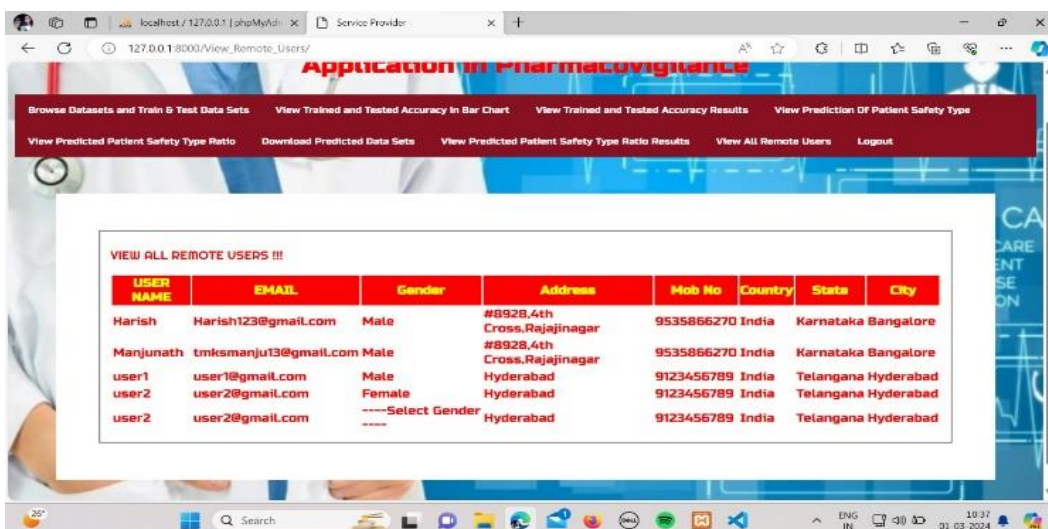 localhost / 127.0.0.1 | phpMyAdm
Service Provider
127.0.0.1:8000/View_Remote_Users/
Application in Pharmacovigilance
Browse Datasets and Train & Test Data Sets View Trained and Tested Accuracy in Bar Chart View Trained and Tested Accuracy Results View Prediction Of Patient Safety Type
View Predicted Patient Safety Type Ratio Download Predicted Data Sets View Predicted Patient Safety Type Ratio Results View All Remote Users Logout
CA
CARE
ENT
SE
ON
VIEW ALL REMOTE USERS !!!
USER NAME EMAIL Gender Address Mob No Country State City
Harish Harish123@gmail.com Male #8928,4th Cross,Rajajinagar 9535866270 India Karnataka Bangalore
Manjunath tmksmanju13@gmail.com Male #8928,4th Cross,Rajajinagar 9535866270 India Karnataka Bangalore
user1 user1@gmail.com Male Hyderabad 9123456789 India Telangana Hyderabad
user2 user2@gmail.com Female Hyderabad 9123456789 India Telangana Hyderabad
user2 user2@gmail.com ----Select Gender ---- Hyderabad 9123456789 India Telangana Hyderabad
26°
Search
ENG
IN
10:37
01-03-2024